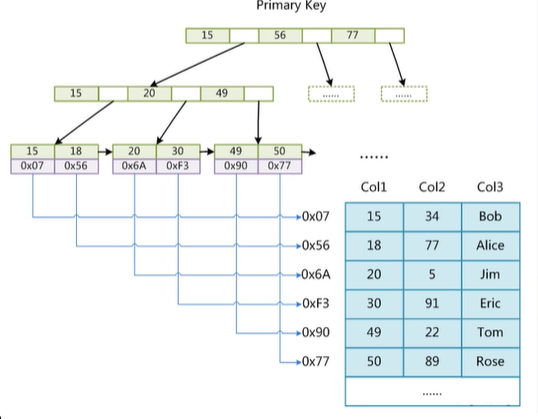 Primary Key
15 56 77
15 20 49
...... ......
15 18 20 30 49 50
0x07 0x56 0x6A 0xF3 0x90 0x77
......
Col1 Col2 Col3
0x07 15 34 Bob
0x56 18 77 Alice
0x6A 20 5 Jim
0xF3 30 91 Eric
0x90 49 22 Tom
0x77 50 89 Rose
......